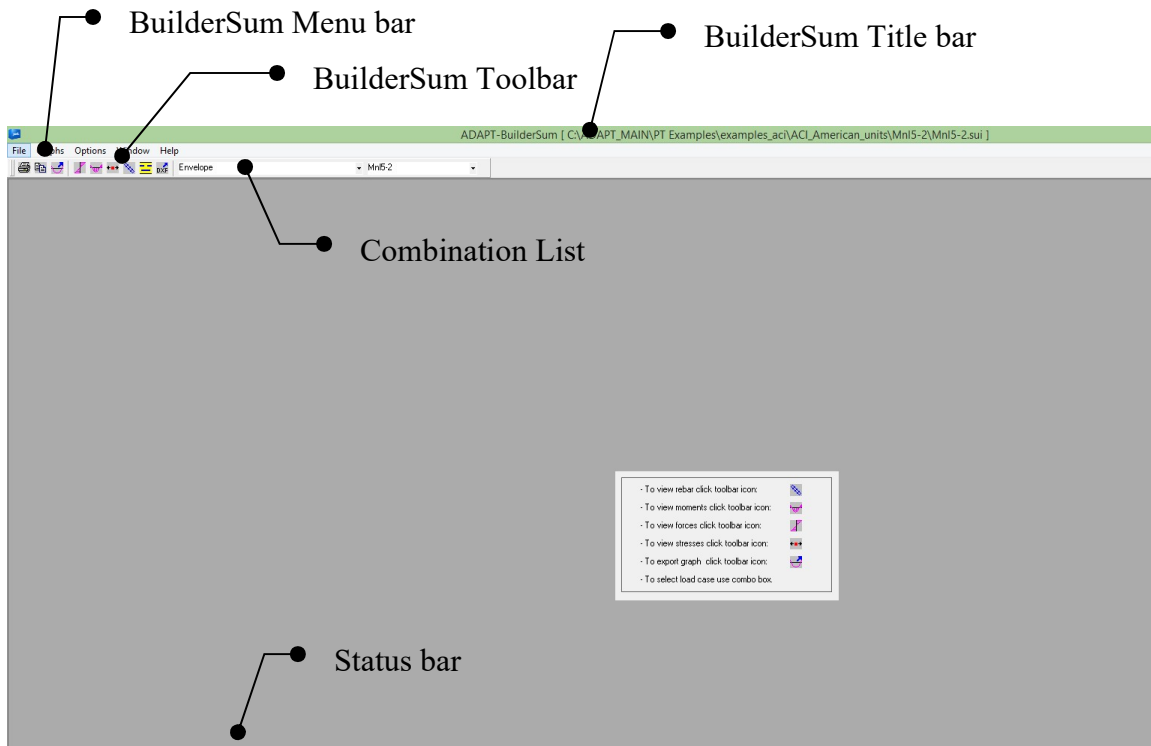 BuilderSum Menu bar
BuilderSum Title bar
BuilderSum Toolbar
ADAPT-BuilderSum [ C:\ADAPT_MAIN\PT Examples\examples_aci\ACI_American_units\Mnl5-2\Mnl5-2.sui ]
File Options Window Help
DXF Envelope Mnl5-2
Combination List
- To view rebar click toolbar icon:
- To view moments click toolbar icon:
- To view forces click toolbar icon:
- To view stresses click toolbar icon:
- To export graph click toolbar icon:
- To select load case use combo box.
Status bar